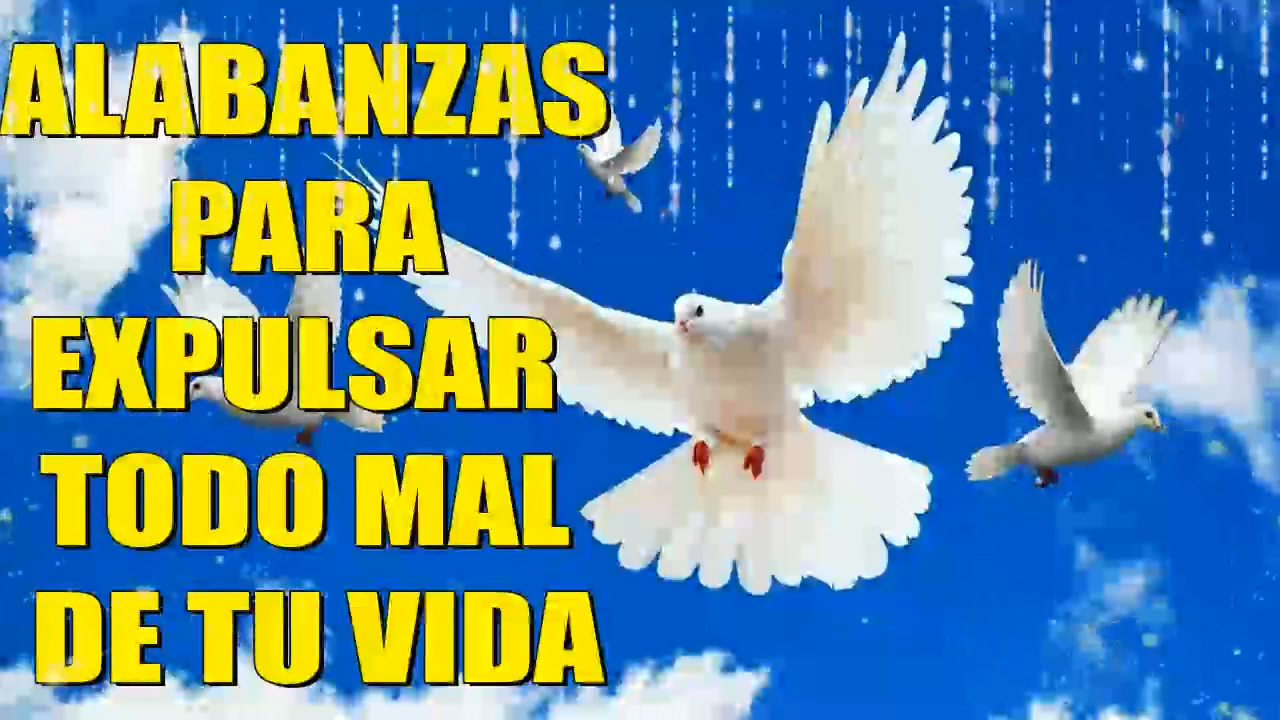 ALABANZAS
PARA
EXPULSAR
TODO MAL
DE TU VIDA